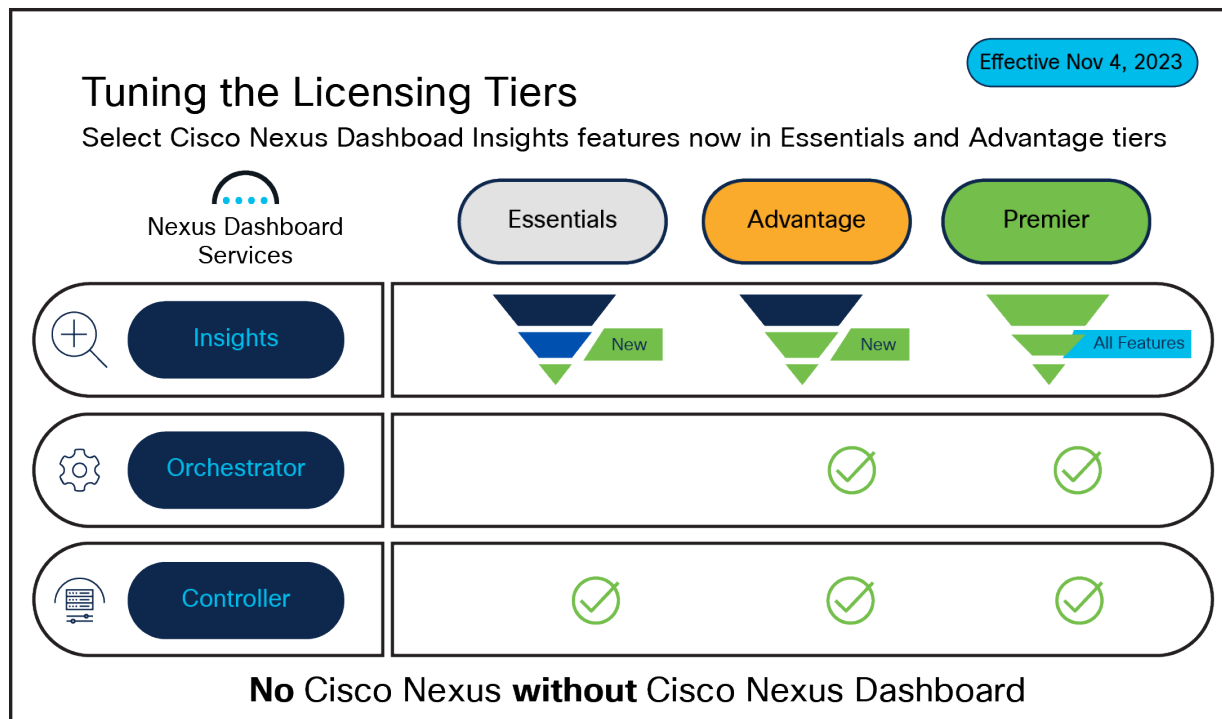 Effective Nov 4, 2023
Tuning the Licensing Tiers
Select Cisco Nexus Dashboad Insights features now in Essentials and Advantage tiers
Nexus Dashboard
Services
Essentials
Advantage
Premier
Insights
New
New
All Features
Orchestrator
Controller
No Cisco Nexus without Cisco Nexus Dashboard